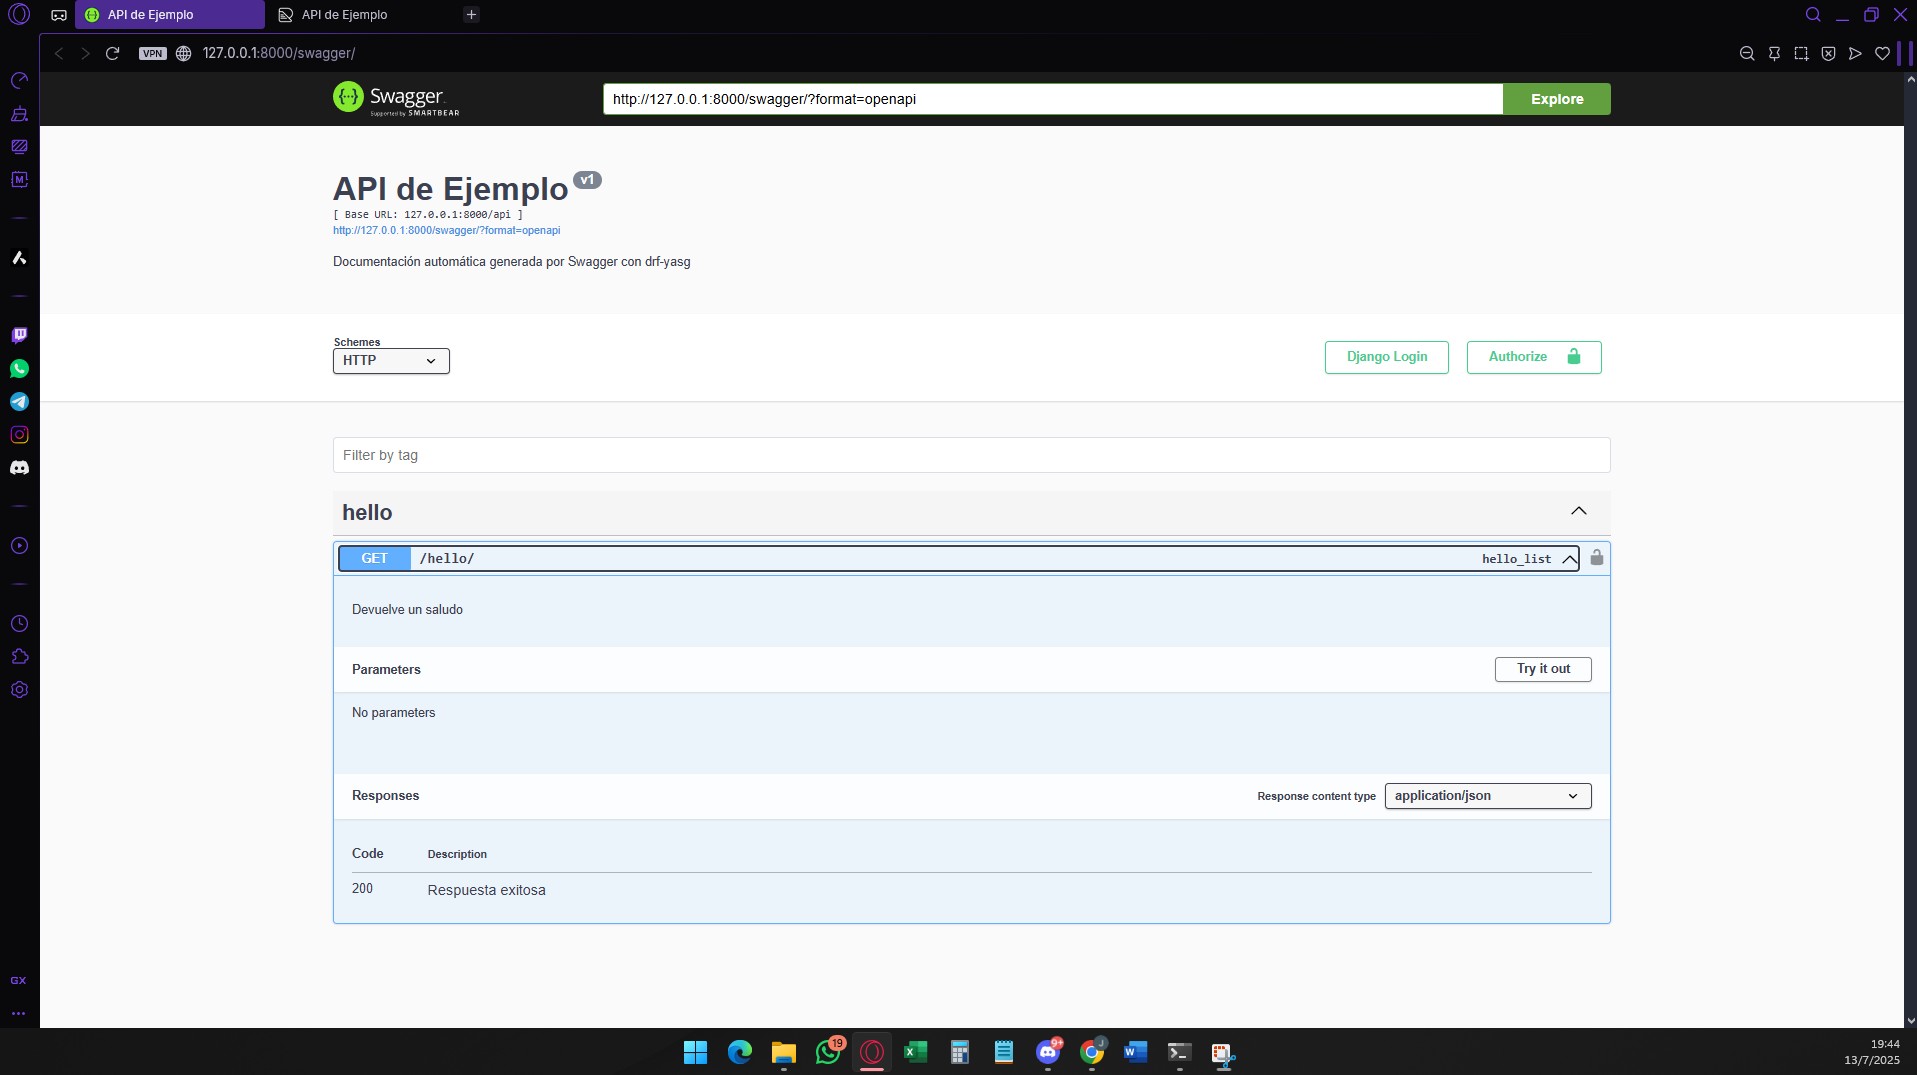 API de Ejemplo
API de Ejemplo
VPN
127.0.0.1:8000/swagger/
M
Swagger
Supported by SMARTBEAR
http://127.0.0.1:8000/swagger/?format=openapi
Explore
API de Ejemplo v1
[ Base URL: 127.0.0.1:8000/api ]
http://127.0.0.1:8000/swagger/?format=openapi
Documentación automática generada por Swagger con drf-yasg
Schemes
HTTP
Django Login
Authorize
Filter by tag
hello
GET /hello/ hello_list
Devuelve un saludo
Parameters
Try it out
No parameters
Responses
Response content type
application/json
Code Description
200 Respuesta exitosa
GX
19
9+
J
19:44
13/7/2025